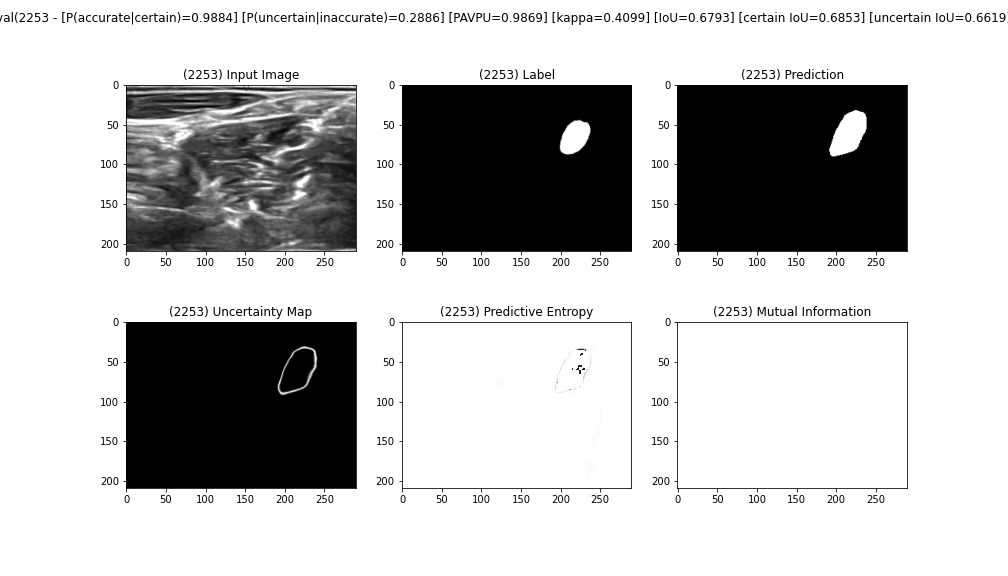 val(2253 - [P(accurate|certain)=0.9884] [P(uncertain|inaccurate)=0.2886] [PAVPU=0.9869] [kappa=0.4099] [IoU=0.6793] [certain IoU=0.6853] [uncertain IoU=0.6619]
(2253) Input Image
0
50
100
150
200
0 50 100 150 200 250
(2253) Label
0
50
100
150
200
0 50 100 150 200 250
(2253) Prediction
0
50
100
150
200
0 50 100 150 200 250
(2253) Uncertainty Map
0
50
100
150
200
0 50 100 150 200 250
(2253) Predictive Entropy
0
50
100
150
200
0 50 100 150 200 250
(2253) Mutual Information
0
50
100
150
200
0 50 100 150 200 250